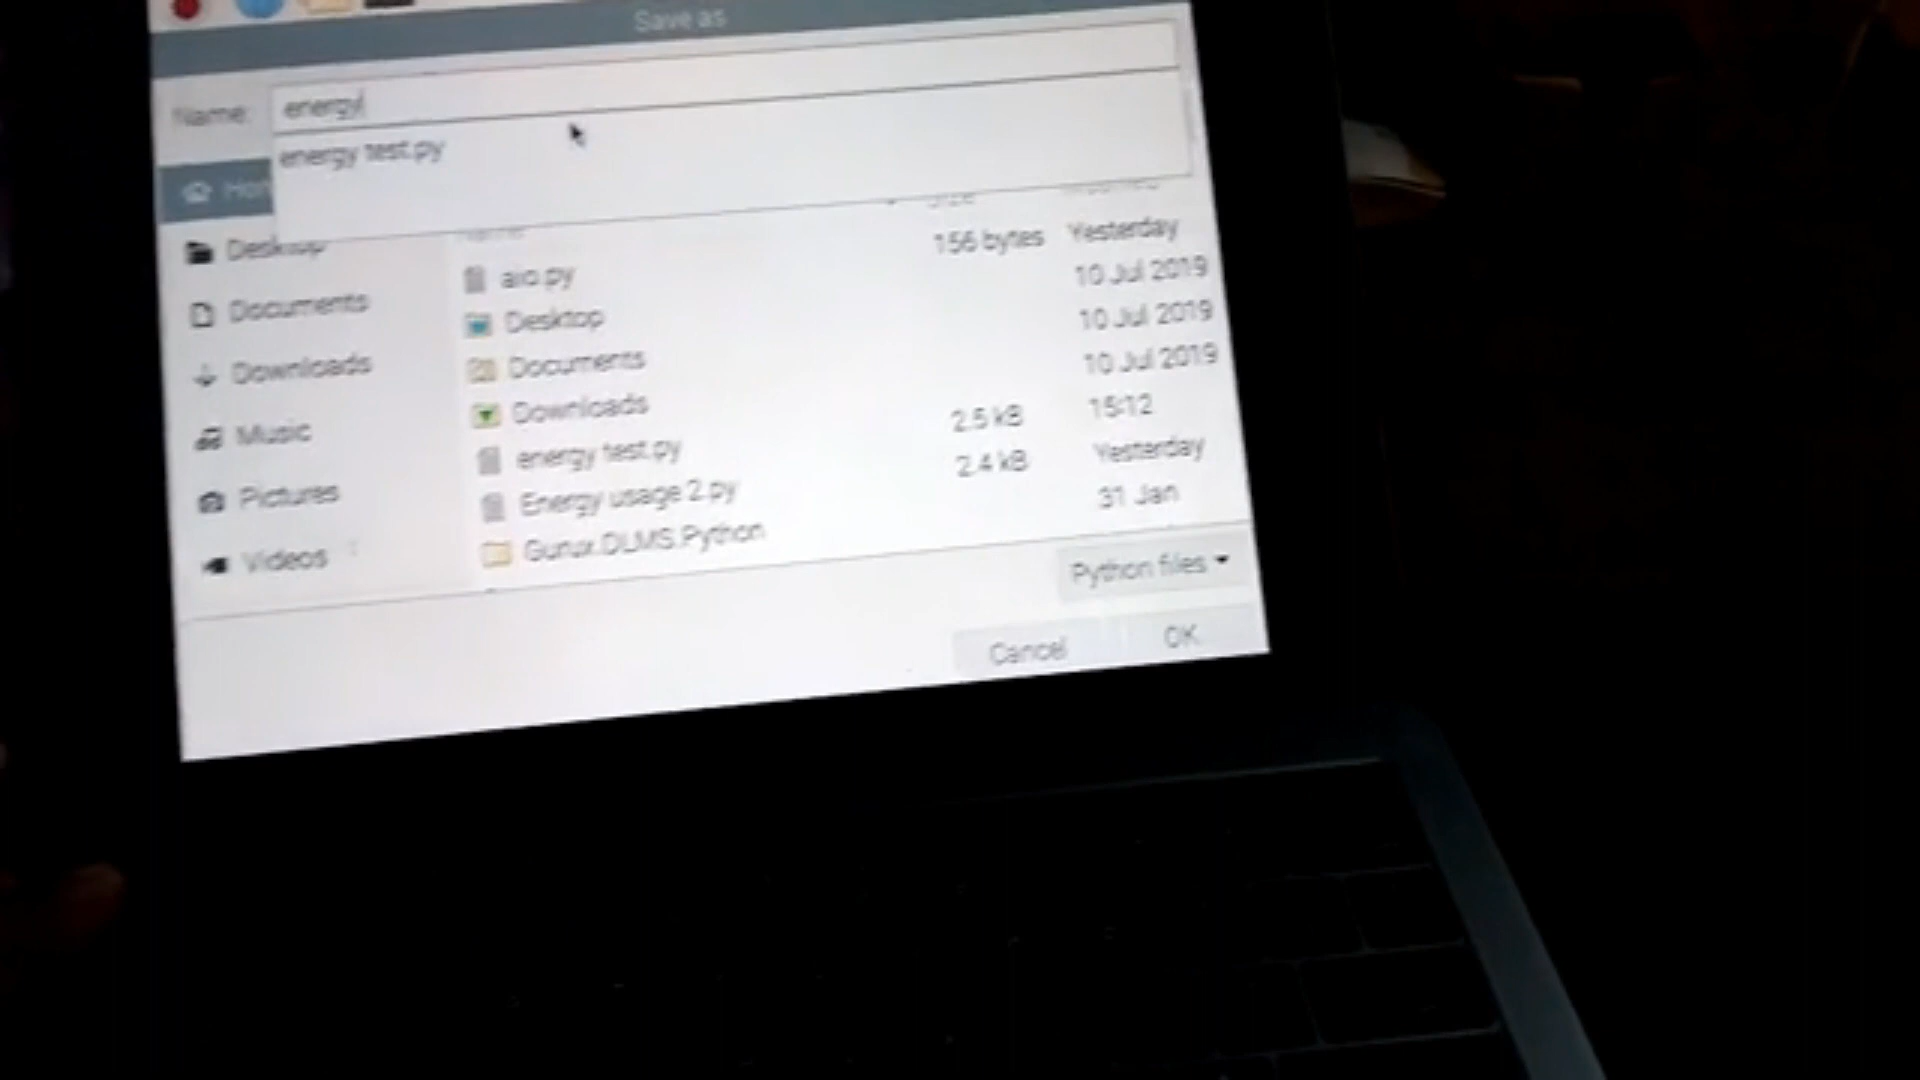 Save as
Name: energy
energy test.py
Hom
Desktop
Documents
Downloads
Music
Pictures
Videos
Size
aio.py 156 bytes Yesterday
Desktop 10 Jul 2019
Documents 10 Jul 2019
Downloads 10 Jul 2019
energy test.py 2.5 kB 15:12
Energy usage 2.py 2.4 kB Yesterday
Gurux.DLMS.Python 31 Jan
Python files
Cancel OK